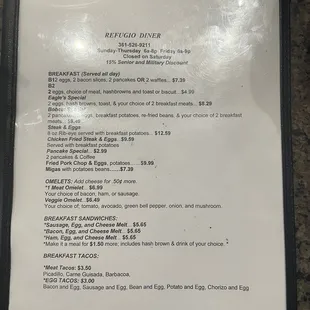 REFUGIO DINER
361-526-9211
Sunday-Thursday 6a-8p Friday 6a-9p
Closed on Saturday
15% Senior and Military Discount
BREAKFAST (Served all day)
B12 eggs, 2 bacon strips, 2 pancakes OR 2 waffles.. $7.39
B2
2 eggs, choice of meat, hashbrowns and toast or biscuit... $4.99
Eagle's Special
2 eggs, hash browns, toast, & your choice of 2 breakfast meats.. $8.29
2 pancakes, eggs, breakfast potatoes, re-fried beans, & your choice of 2 breakfast
meats...
Steak & Eggs
6 oz Rib-eye served with breakfast potatoes.. $12.59
Chicken Fried Steak & Eggs.. $9.59
Served with breakfast potatoes
Pancake Special.. $2.99
2 pancakes & Coffee
Fried Pork Chop & Eggs, potatoes......$9.99
Migas with potatoes beans.......$7.39
OMELETS: Add cheese for .50¢ more
*1 Meat Omelet.. $6.99
Your choice of bacon, ham, or sausage.
Veggie Omelet.. $6.49
Your choice of; tomato, avocado, green bell pepper, onion, and mushroom.
BREAKFAST SANDWICHES:
*Sausage, Egg, and Cheese Melt.. $5.65
*Bacon, Egg, and Cheese Melt.. $5.65
*Ham, Egg, and Cheese Melt.. $5.65
*Make it a meal for $1.50 more; includes hash brown & drink of your choice
BREAKFAST TACOS:
*Meat Tacos: $3.50
Picadillo, Carne Guisada, Barbacoa,
*EGG TACOS: $3.00
Bacon and Egg, Sausage and Egg, Bean and Egg, Potato and Egg, Chorizo and Egg